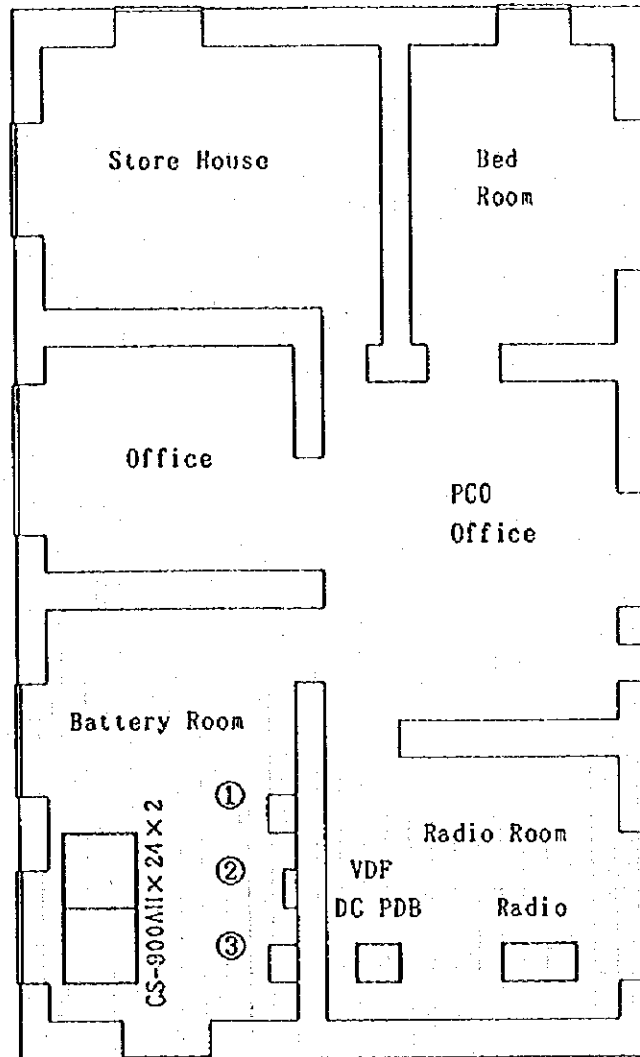 Store House
Bed
Room
Office
PCO
Office
Battery Room
①
②
③
CS-900AH×24×2
Radio Room
VDF
DC PDB
Radio